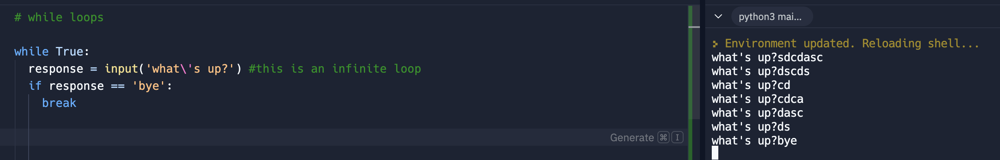 # while loops
while True:
  response = input('what\'s up?') #this is an infinite loop
  if response == 'bye':
    break
Generate ⌘ I
python3 mai...
Environment updated. Reloading shell...
what's up?sdcdasc
what's up?dscds
what's up?cd
what's up?cdca
what's up?dasc
what's up?ds
what's up?bye